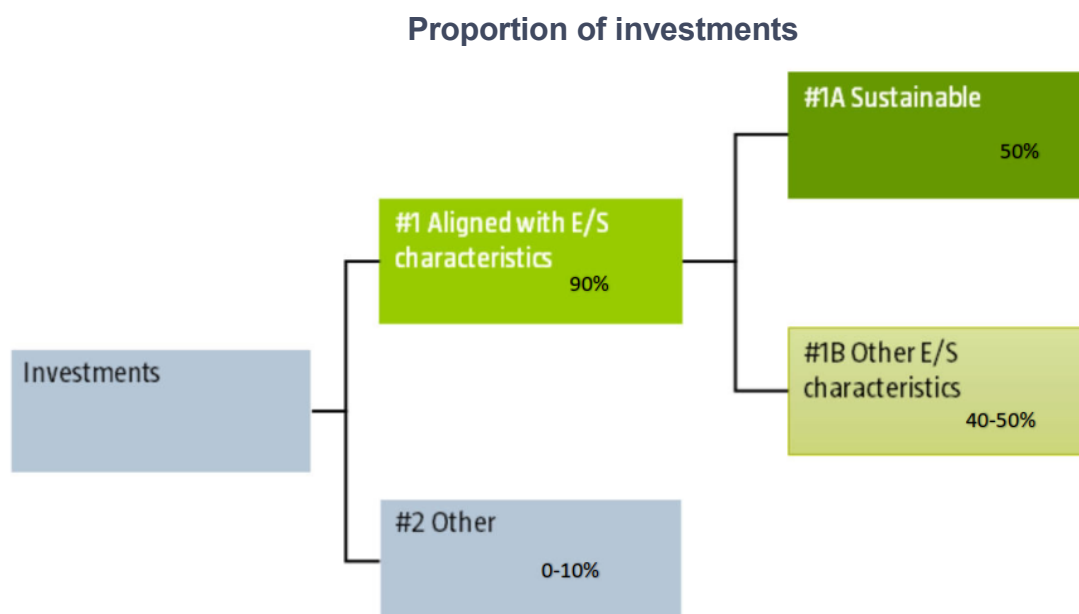 Proportion of investments
#1A Sustainable
50%
#1 Aligned with E/S
characteristics
90%
#1B Other E/S
characteristics
40-50%
Investments
#2 Other
0-10%